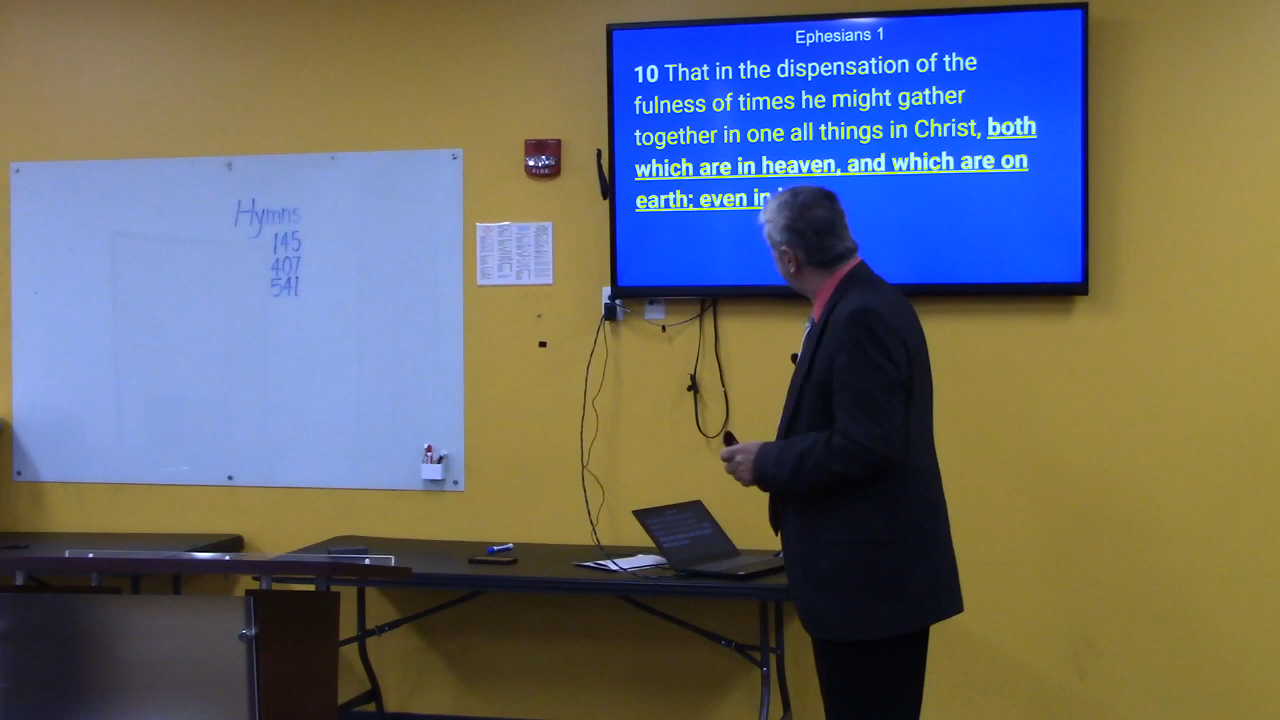 Ephesians 1
10 That in the dispensation of the
fulness of times he might gather
together in one all things in Christ, both
which are in heaven, and which are on
earth; even in
Hymns
145
407
541
FIRE